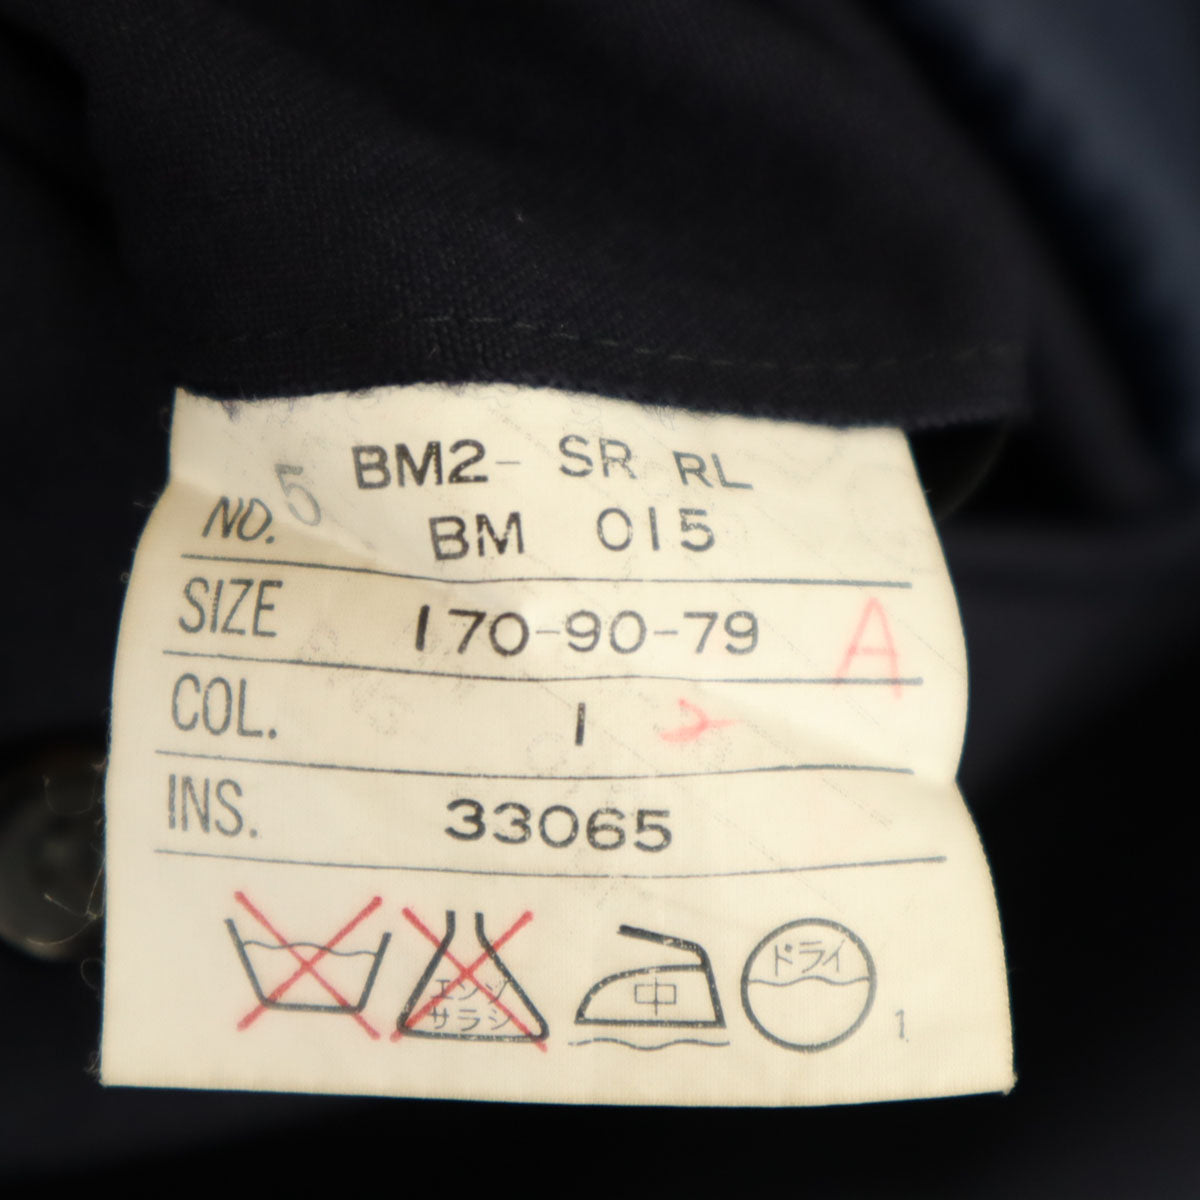 5 BM2- SR RL
NO. BM 015
SIZE 170-90-79 A
COL. 1
INS. 33065
エンソ
サラシ
中
ドライ
1